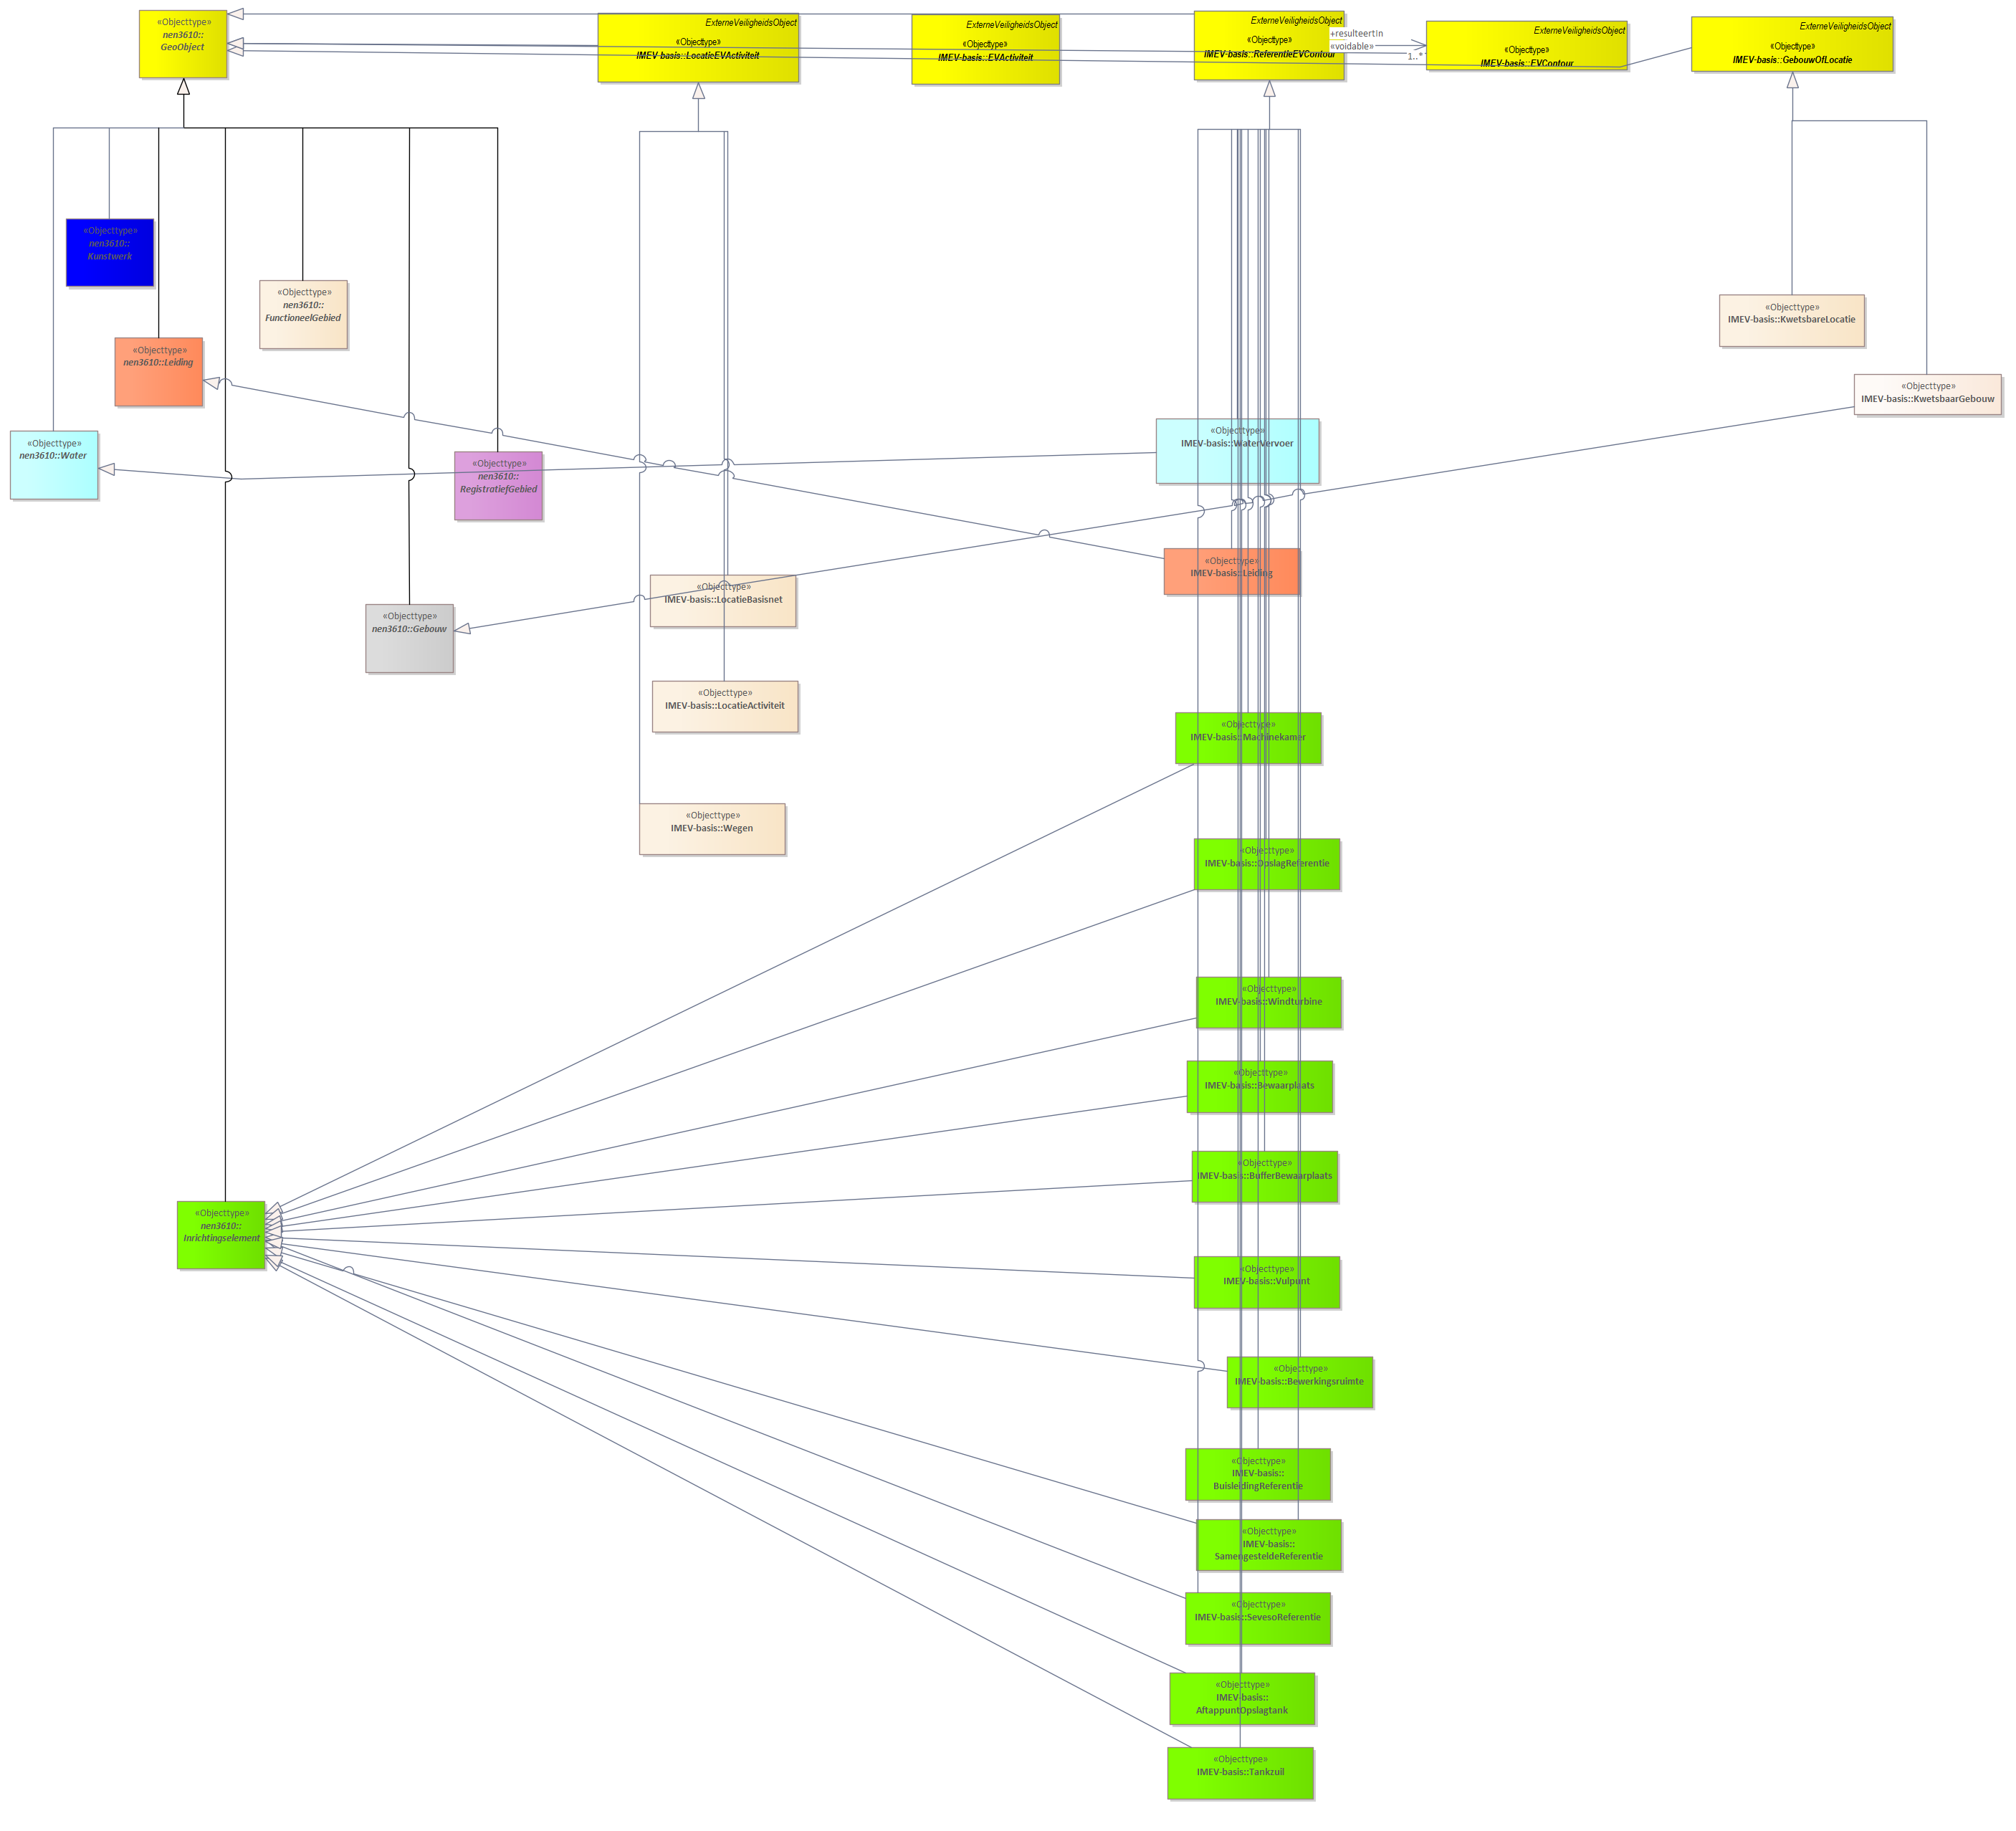 «Objecttype»
nen3610::
GeoObject
ExterneVeiligheidsObject
«Objecttype»
IMEV-basis::LocatieEVActiviteit
ExterneVeiligheidsObject
«Objecttype»
IMEV-basis::EVActiviteit
ExterneVeiligheidsObject
«Objecttype»
IMEV-basis::ReferentieEVContour
+resulteertIn
«voidable»
1..*
ExterneVeiligheidsObject
«Objecttype»
IMEV-basis::EVContour
ExterneVeiligheidsObject
«Objecttype»
IMEV-basis::GebouwOfLocatie
«Objecttype»
nen3610::
Kunstwerk
«Objecttype»
nen3610::
FunctioneelGebied
«Objecttype»
IMEV-basis::KwetsbareLocatie
«Objecttype»
nen3610::Leiding
«Objecttype»
IMEV-basis::KwetsbaarGebouw
«Objecttype»
nen3610::Water
«Objecttype»
nen3610::
RegistratiefGebied
«Objecttype»
IMEV-basis::WaterVervoer
«Objecttype»
IMEV-basis::Leiding
«Objecttype»
nen3610::Gebouw
«Objecttype»
IMEV-basis::LocatieBasisnet
«Objecttype»
IMEV-basis::LocatieActiviteit
«Objecttype»
IMEV-basis::Machinekamer
«Objecttype»
IMEV-basis::Wegen
«Objecttype»
IMEV-basis::OpslagReferentie
«Objecttype»
IMEV-basis::Windturbine
«Objecttype»
IMEV-basis::Bewaarplaats
«Objecttype»
IMEV-basis::BufferBewaarplaats
«Objecttype»
nen3610::
Inrichtingselement
«Objecttype»
IMEV-basis::Vulpunt
«Objecttype»
IMEV-basis::Bewerkingsruimte
«Objecttype»
IMEV-basis::
BuisleidingReferentie
«Objecttype»
IMEV-basis::
SamengesteldeReferentie
«Objecttype»
IMEV-basis::SevesoReferentie
«Objecttype»
IMEV-basis::
AftappuntOpslagtank
«Objecttype»
IMEV-basis::Tankzuil